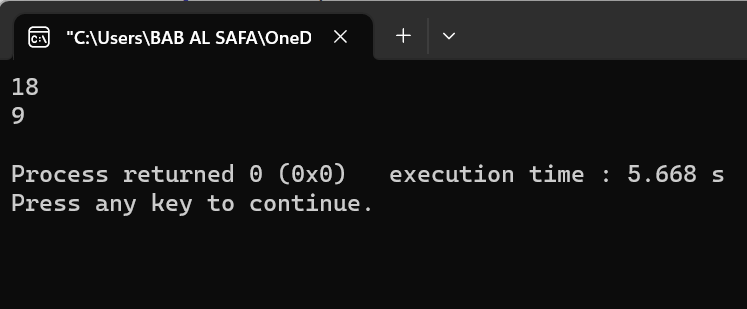 "C:\Users\BAB AL SAFA\OneD
18
9
Process returned 0 (0x0)   execution time : 5.668 s
Press any key to continue.